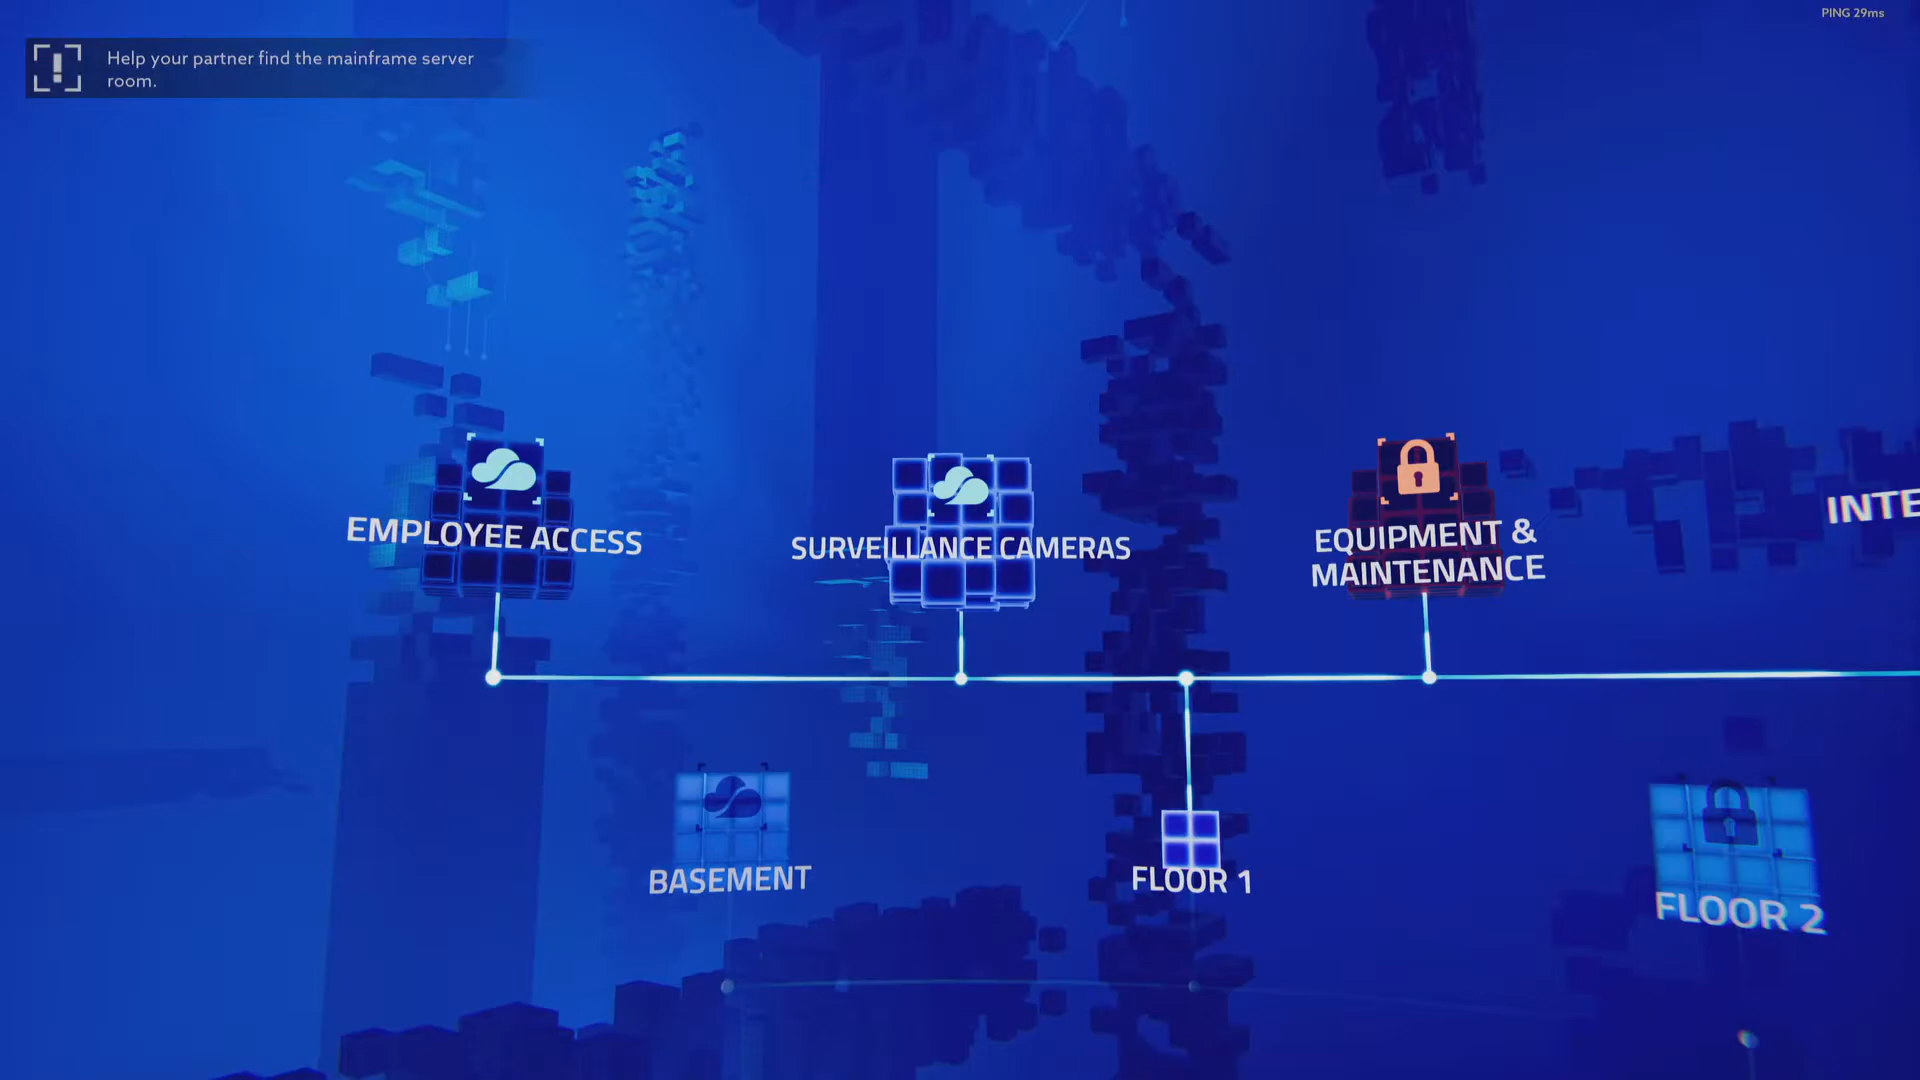 PING 29ms
Help your partner find the mainframe server
room.
EMPLOYEE ACCESS
SURVEILLANCE CAMERAS
EQUIPMENT &
MAINTENANCE
INTE
BASEMENT
FLOOR 1
FLOOR 2